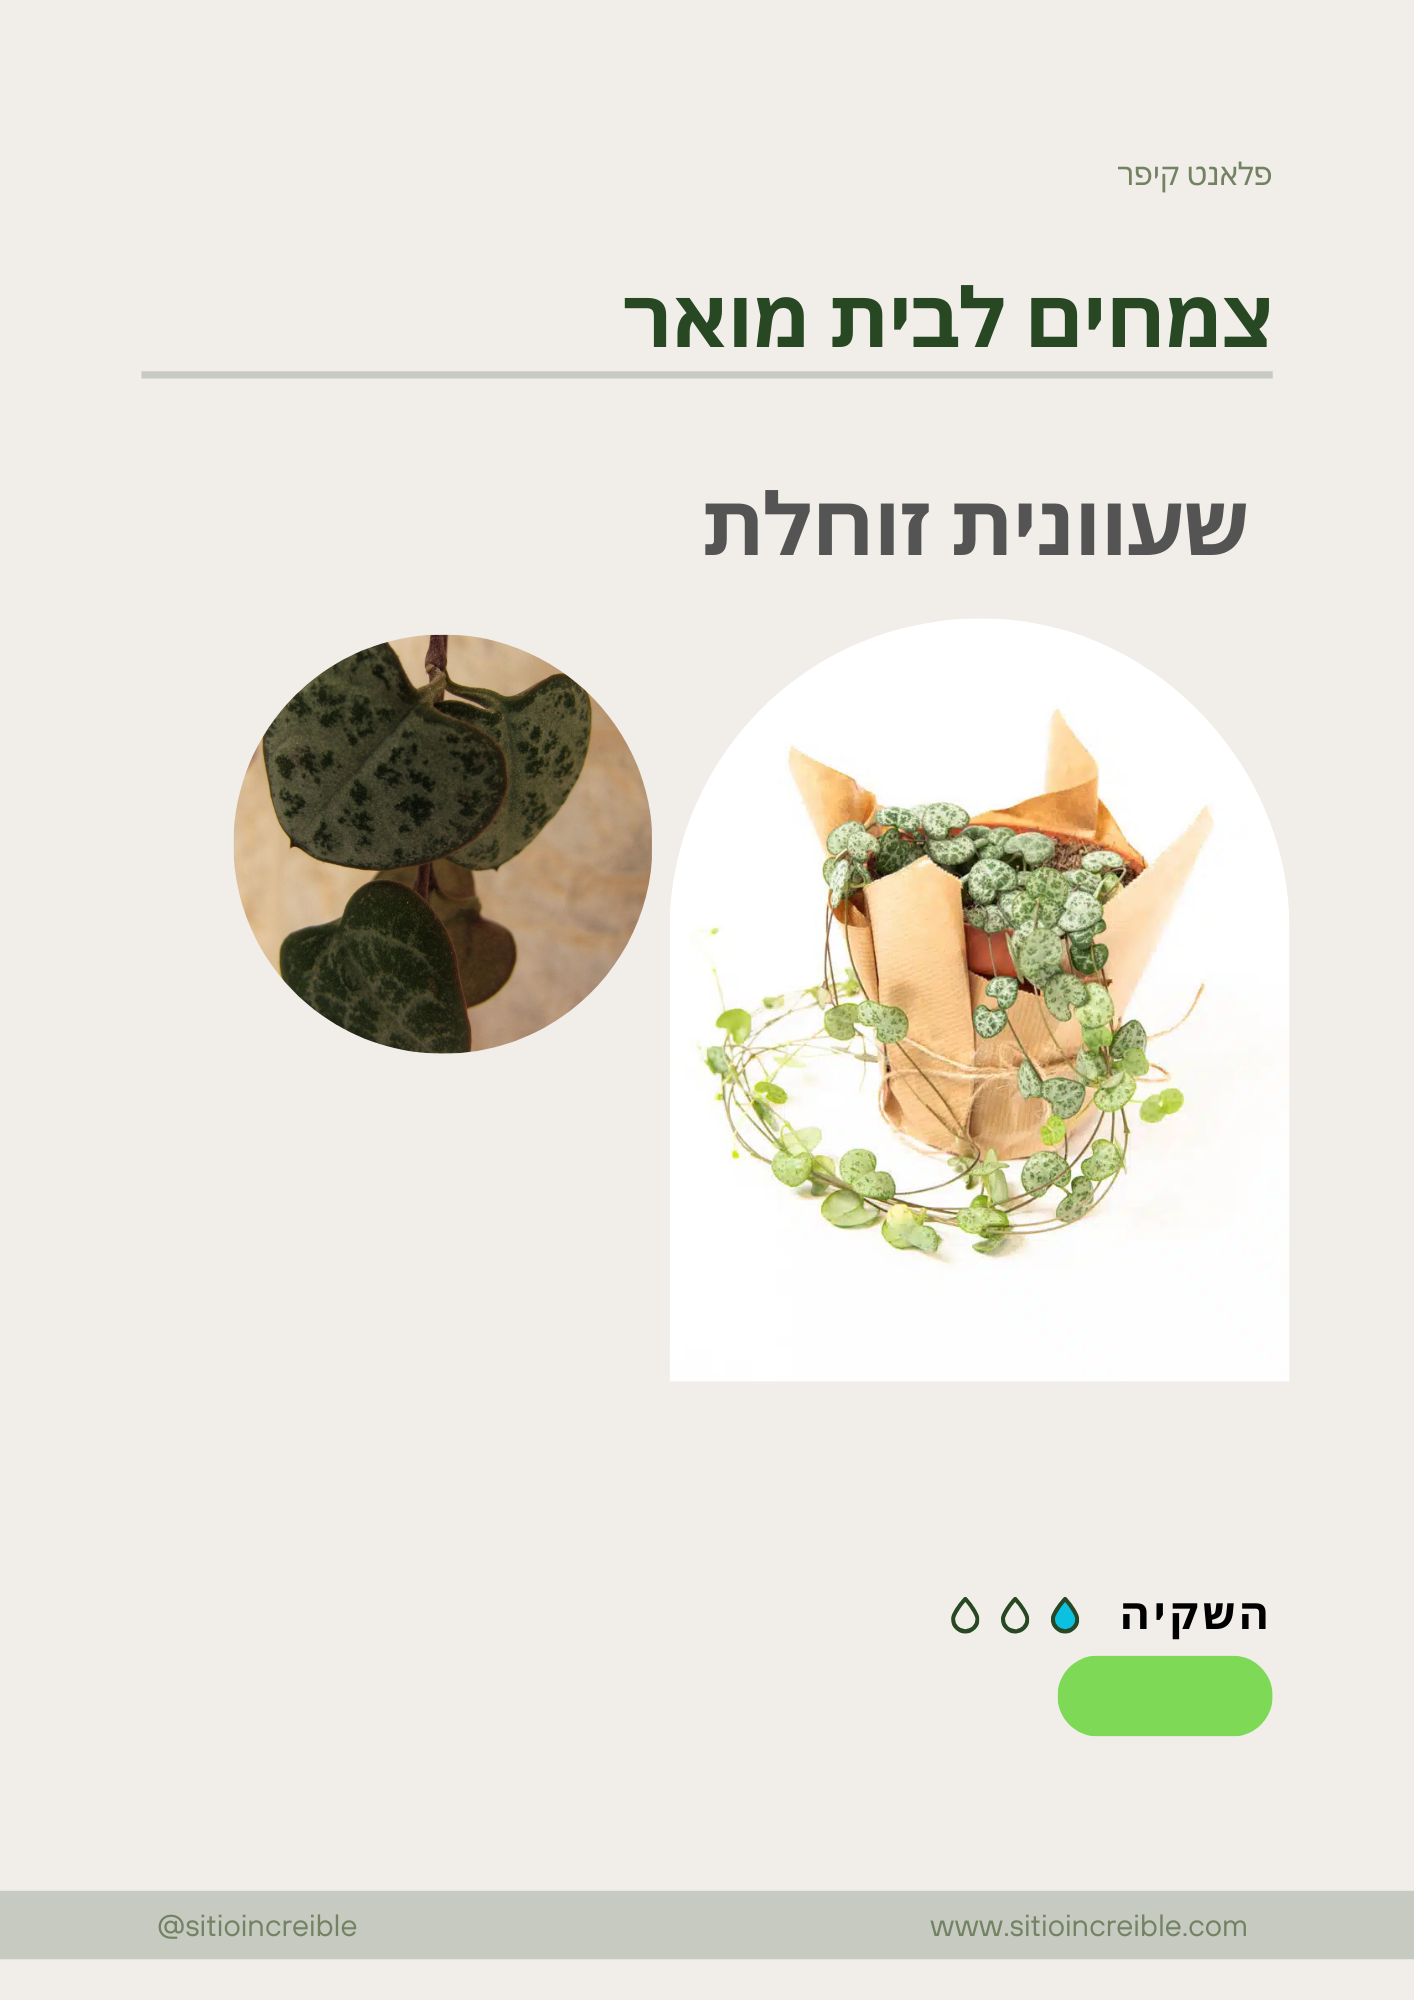 פלאנט קיפר
צמחים לבית מואר
שעוונית זוחלת
השקיה
@sitioincreible
www.sitioincreible.com